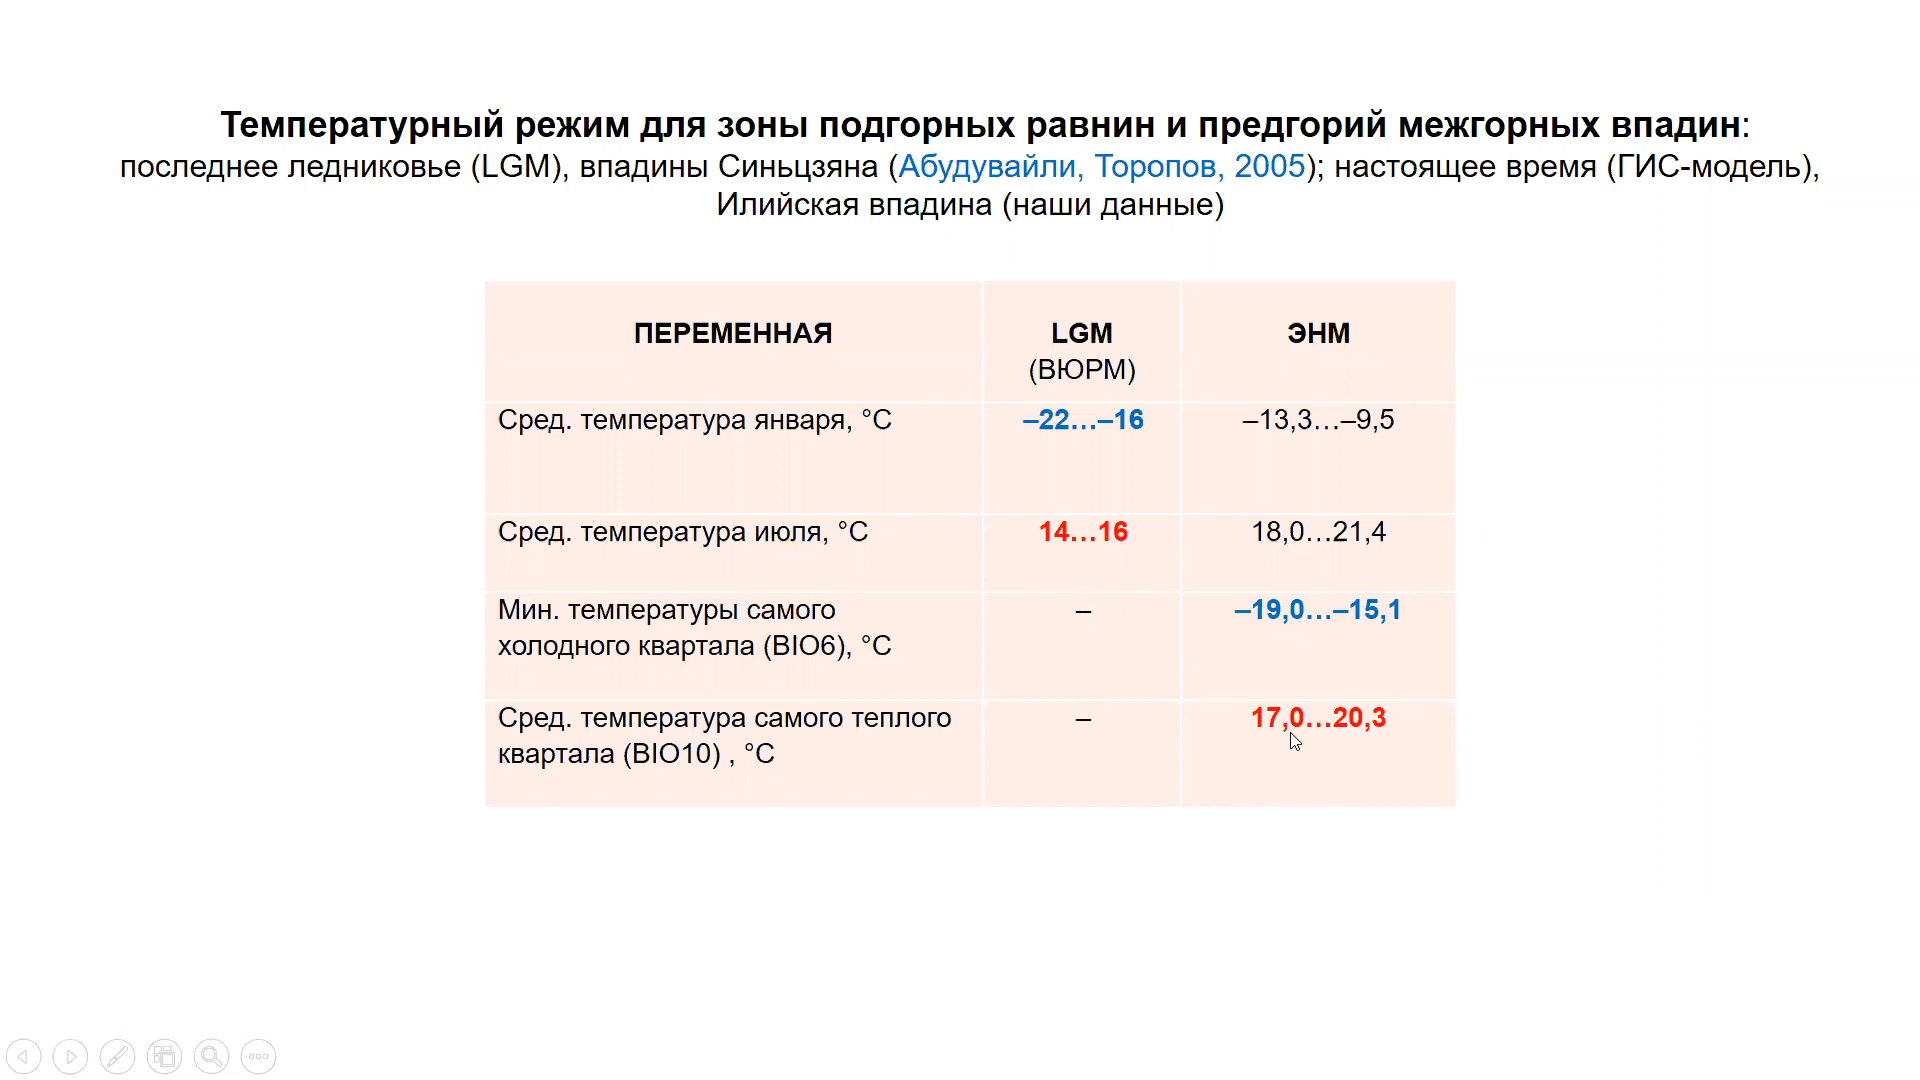 Температурный режим для зоны подгорных равнин и предгорий межгорных впадин:
последнее ледниковье (LGM), впадины Синьцзяна (Абудувайли, Торопов, 2005); настоящее время (ГИС-модель),
Илийская впадина (наши данные)
ПЕРЕМЕННАЯ
LGM
(ВЮРМ)
ЭНМ
Сред. температура января, °C
–22…–16
–13,3…–9,5
Сред. температура июля, °C
14…16
18,0…21,4
Мин. температуры самого
холодного квартала (BIO6), °C
–
–19,0…–15,1
Сред. температура самого теплого
квартала (BIO10) , °C
–
17,0…20,3